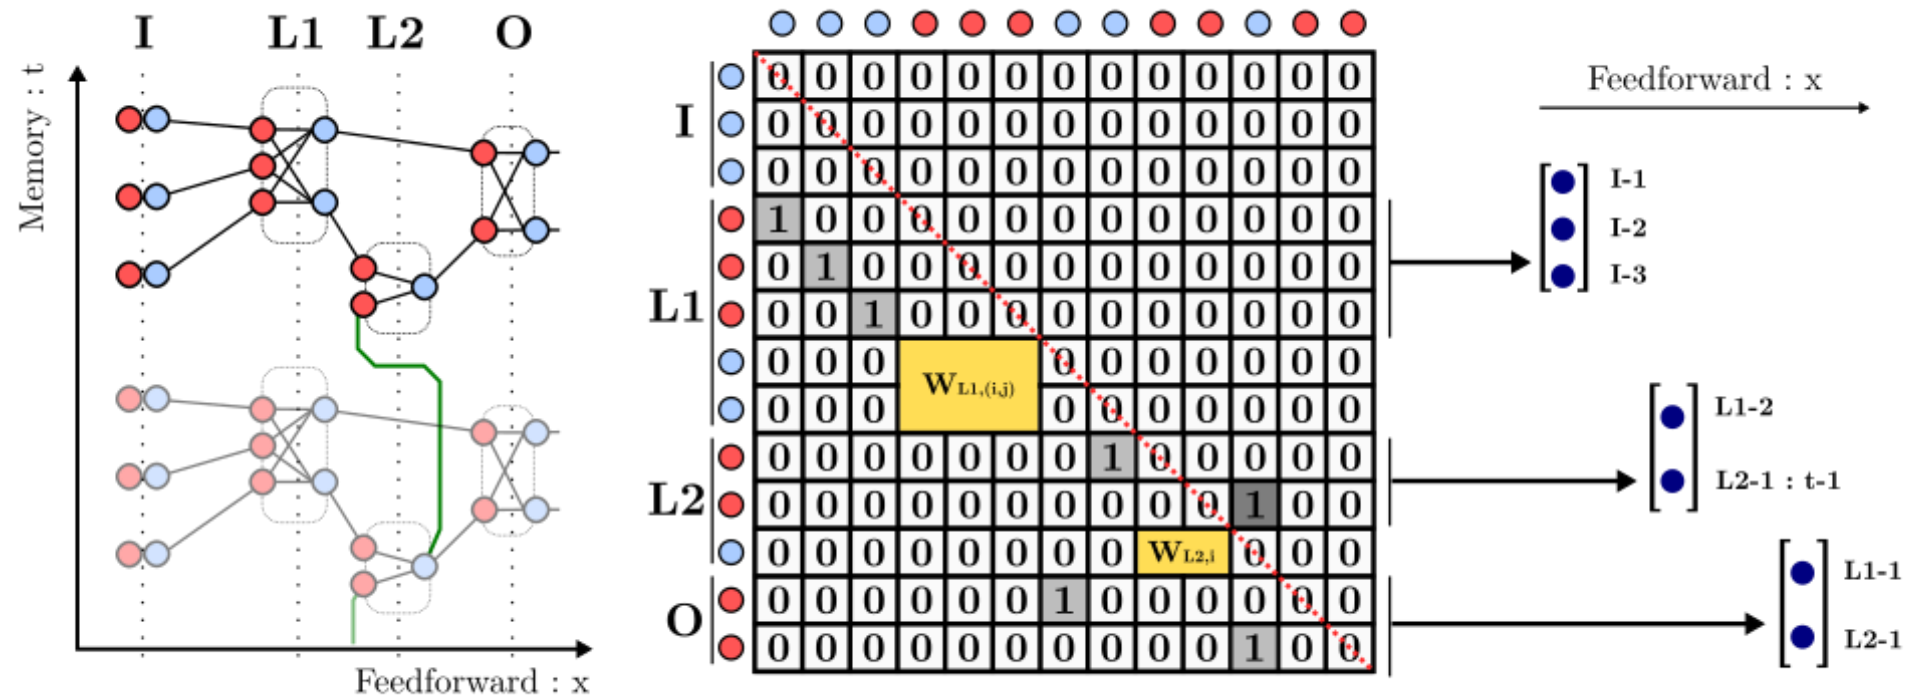 I L1 L2 O
Memory : t
Feedforward : x
I
L1
L2
O
0 0 0 0 0 0 0 0 0 0 0 0 0
0 0 0 0 0 0 0 0 0 0 0 0 0
0 0 0 0 0 0 0 0 0 0 0 0 0
1 0 0 0 0 0 0 0 0 0 0 0 0
0 1 0 0 0 0 0 0 0 0 0 0 0
0 0 1 0 0 0 0 0 0 0 0 0 0
0 0 0 W_L1,(i,j) 0 0 0 0 0 0 0
0 0 0 0 0 0 0 0 0 0
0 0 0 0 0 0 0 1 0 0 0 0 0
0 0 0 0 0 0 0 0 0 0 1 0 0
0 0 0 0 0 0 0 0 W_L2,i 0 0 0
0 0 0 0 0 0 1 0 0 0 0 0 0
0 0 0 0 0 0 0 0 0 0 1 0 0
Feedforward : x
I-1
I-2
I-3
L1-2
L2-1 : t-1
L1-1
L2-1